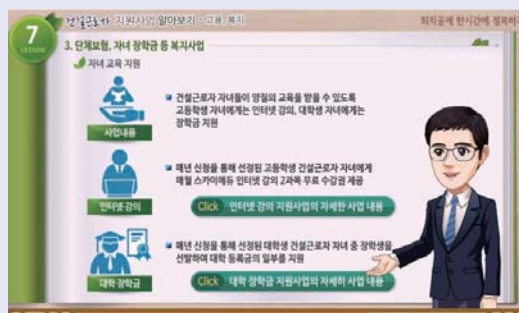 7
LESSON
건설근로자 지원사업 알아보기 - 고용, 복지
퇴직공제 한시간에 정복하
3. 단체보험, 자녀 장학금 등 복지사업
자녀 교육 지원
사업내용
건설근로자 자녀들이 양질의 교육을 받을 수 있도록
고등학생 자녀에게는 인터넷 강의, 대학생 자녀에게는
장학금 지원
인터넷 강의
매년 신청을 통해 선정된 고등학생 건설근로자 자녀에게
매월 스카이에듀 인터넷 강의 2과목 무료 수강권 제공
Click 인터넷 강의 지원사업의 자세한 사업 내용
대학 장학금
매년 신청을 통해 선정된 대학생 건설근로자 자녀 중 장학생을
선발하여 대학 등록금의 일부를 지원
Click 대학 장학금 지원사업의 자세히 사업 내용